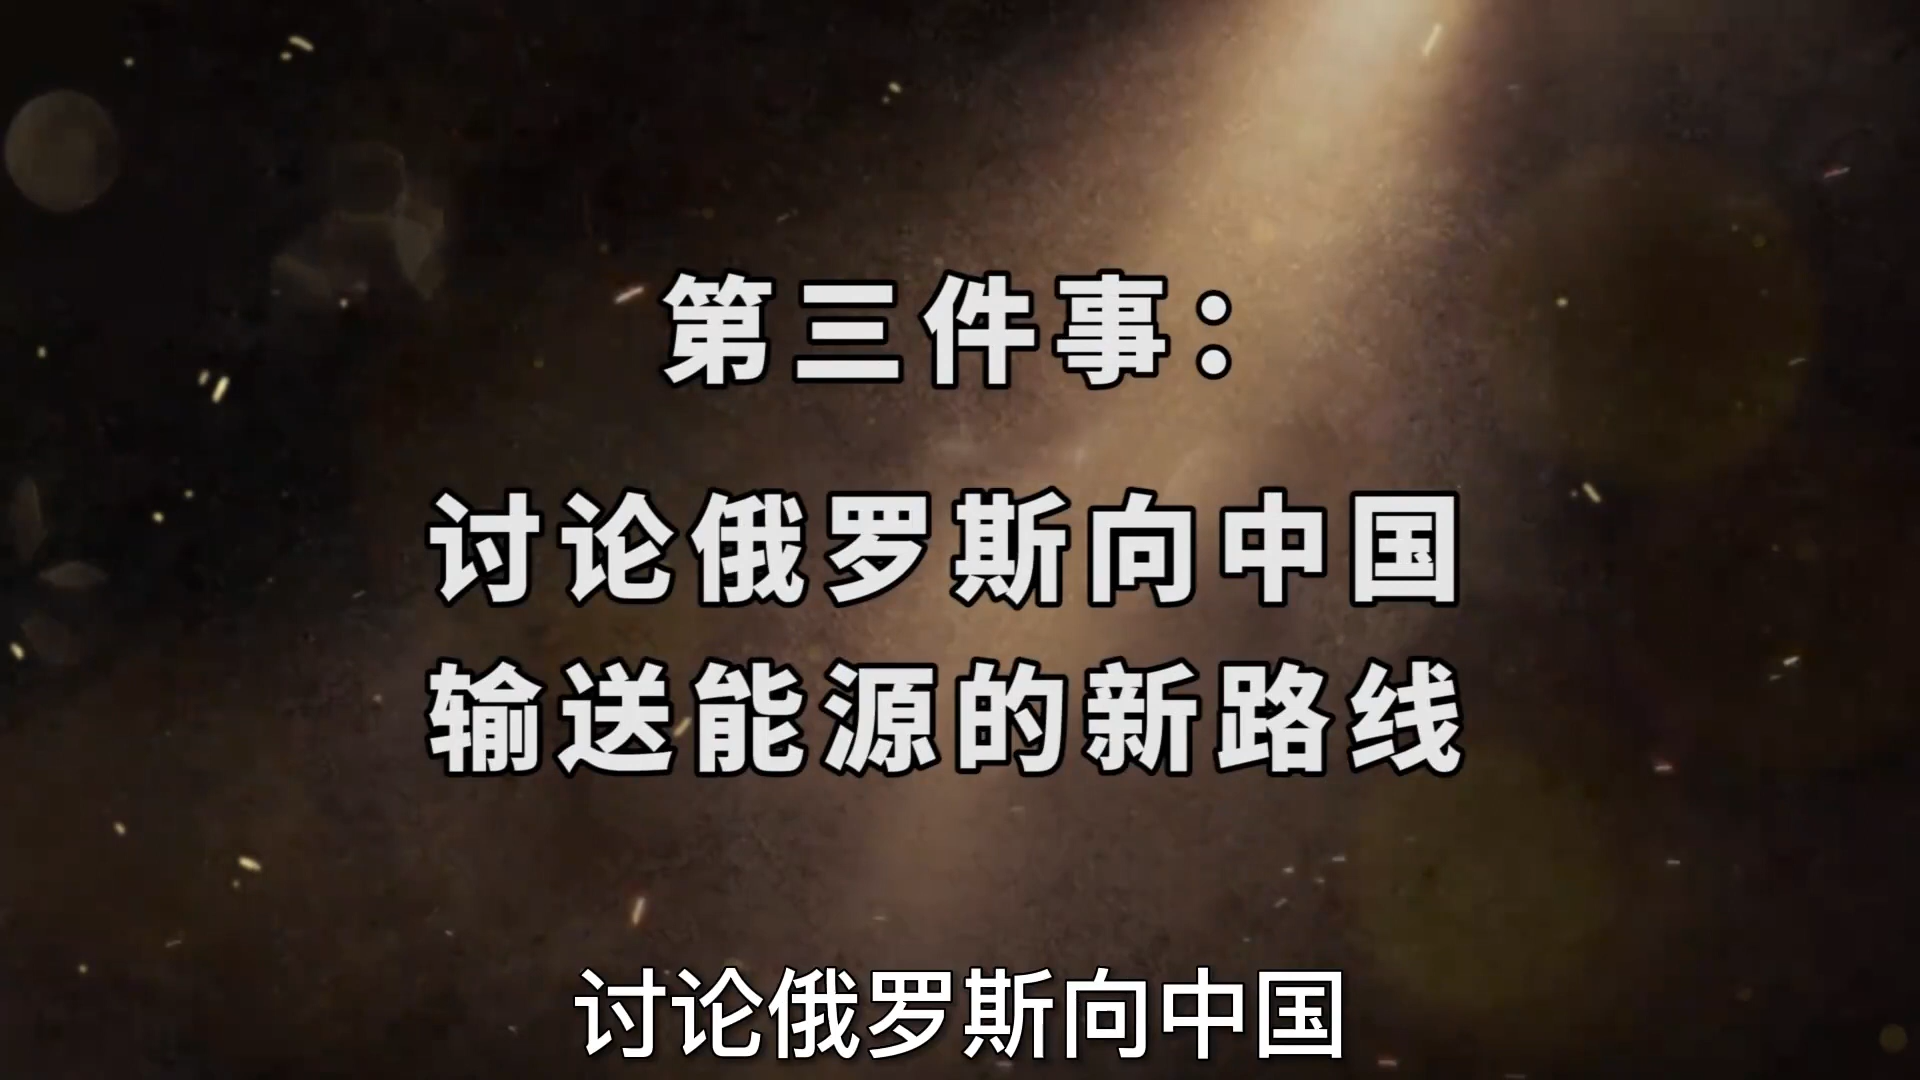 第三件事：
讨论俄罗斯向中国
输送能源的新路线
讨论俄罗斯向中国